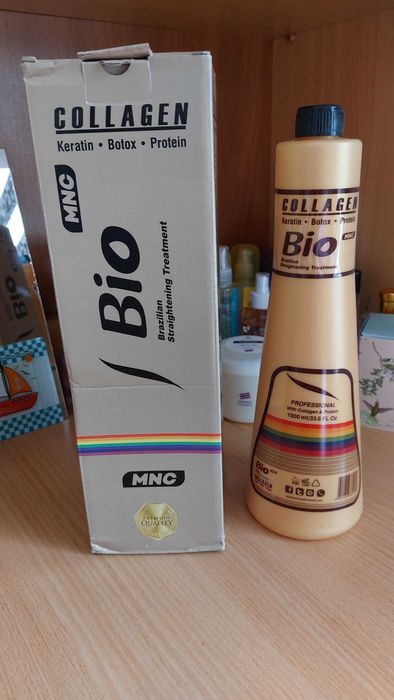 COLLAGEN
Keratin • Botox • Protein
MNC
Bio
Brazilian
Straightening Treatment
MNC
PREMIUM
QUALITY
COLLAGEN
Keratin • Botox • Protein
Bio MNC
Brazilian
Straightening Treatment
PROFESSIONAL
With Collagen & Protein
1000 ml/33.8 FL Oz
Bio
COLLAGEN